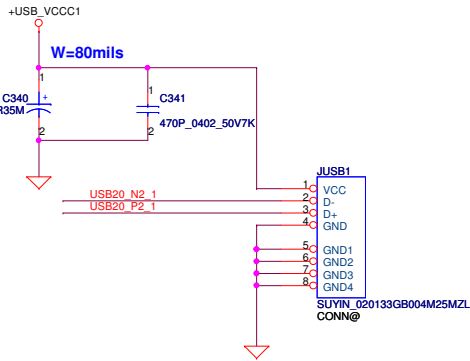 +USB_VCCC1
W=80mils
1
1
C340
+
C341
R35M
470P_0402_50V7K
2
2
JUSB1
1 VCC
USB20_N2_1 2 D-
USB20_P2_1 3 D+
4 GND
5 GND1
6 GND2
7 GND3
8 GND4
SUYIN_020133GB004M25MZL
CONN@